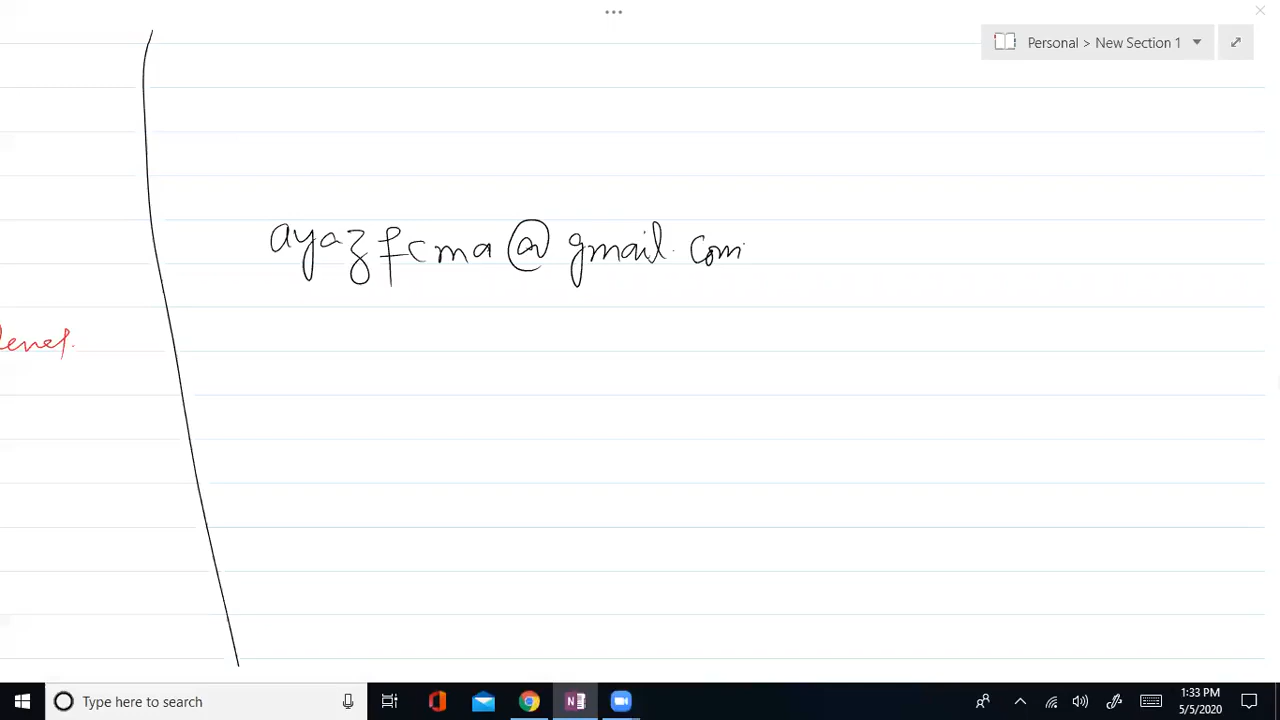 Personal > New Section 1
ayazfcma@gmail.com
Type here to search
1:33 PM
5/5/2020